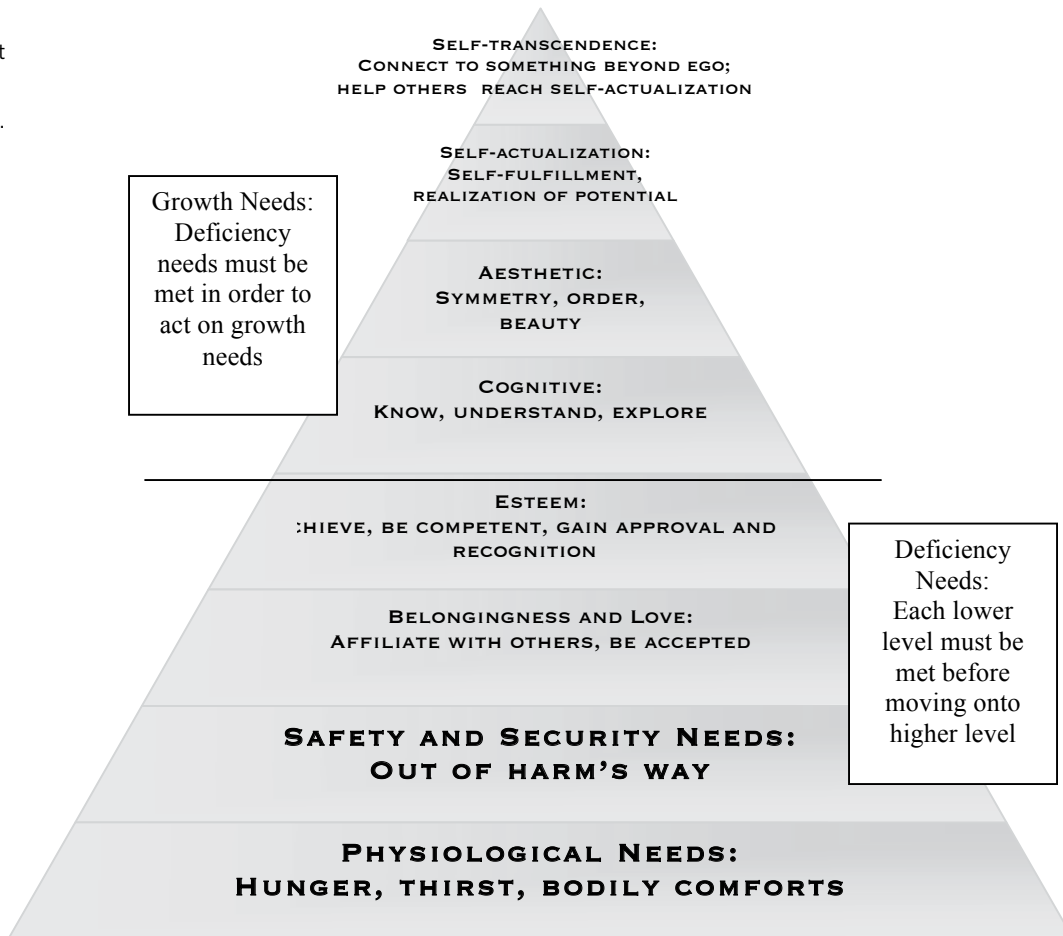 t
.
SELF-TRANSCENDENCE:
CONNECT TO SOMETHING BEYOND EGO;
HELP OTHERS REACH SELF-ACTUALIZATION
SELF-ACTUALIZATION:
SELF-FULFILLMENT,
REALIZATION OF POTENTIAL
Growth Needs:
Deficiency
needs must be
met in order to
act on growth
needs
AESTHETIC:
SYMMETRY, ORDER,
BEAUTY
COGNITIVE:
KNOW, UNDERSTAND, EXPLORE
ESTEEM:
CHIEVE, BE COMPETENT, GAIN APPROVAL AND
RECOGNITION
Deficiency
Needs:
Each lower
level must be
met before
moving onto
higher level
BELONGINGNESS AND LOVE:
AFFILIATE WITH OTHERS, BE ACCEPTED
SAFETY AND SECURITY NEEDS:
OUT OF HARM’S WAY
PHYSIOLOGICAL NEEDS:
HUNGER, THIRST, BODILY COMFORTS